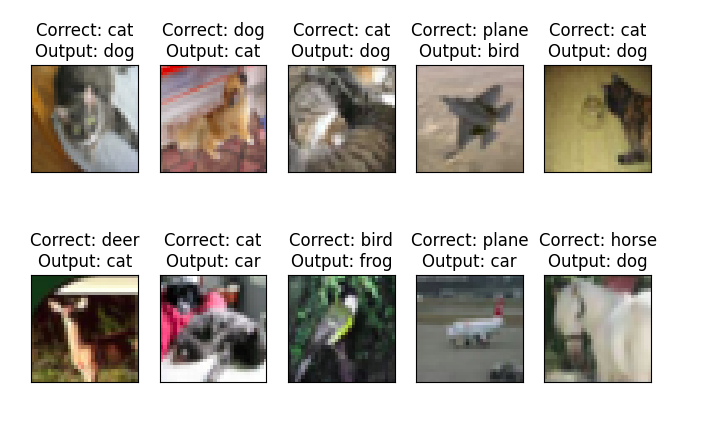 Correct: cat
Output: dog
Correct: dog
Output: cat
Correct: cat
Output: dog
Correct: plane
Output: bird
Correct: cat
Output: dog
Correct: deer
Output: cat
Correct: cat
Output: car
Correct: bird
Output: frog
Correct: plane
Output: car
Correct: horse
Output: dog